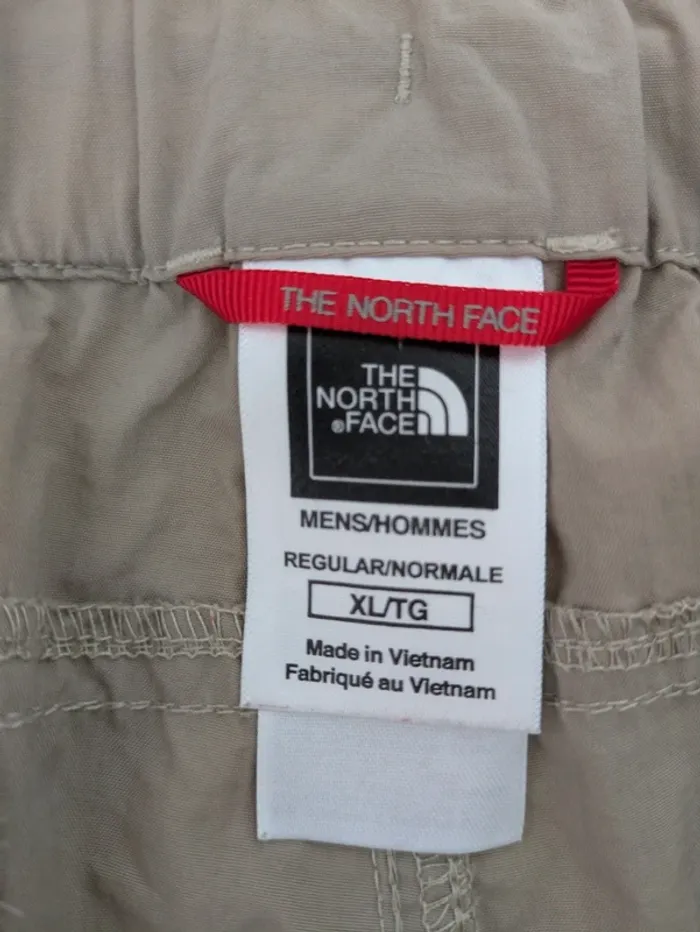 THE NORTH FACE
THE
NORTH
®FACE
MENS/HOMMES
REGULAR/NORMALE
XL/TG
Made in Vietnam
Fabriqué au Vietnam